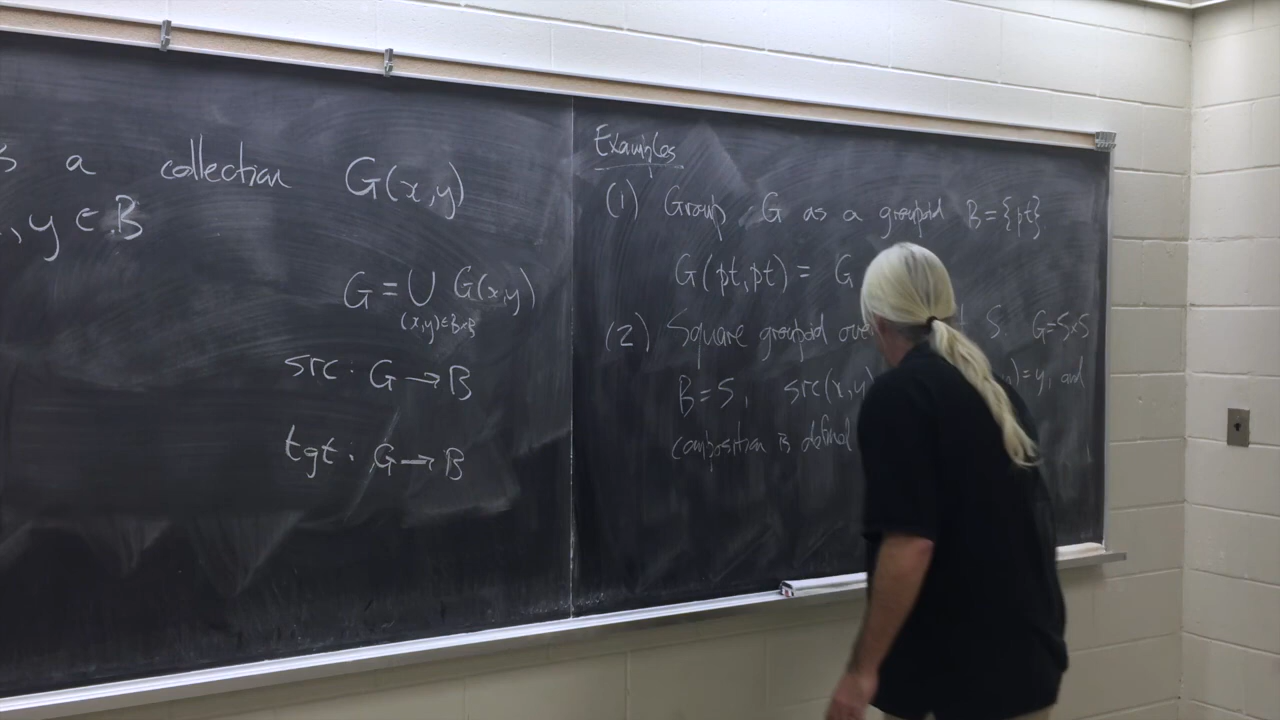 a collection G(x,y)
, y ∈ B
G = ∪ G(x,y)
(x,y)∈B×B
src : G → B
tgt : G → B
Examples
(1) Group G as a groupoid B = {pt}
G(pt,pt) = G
(2) Square groupoid over S. G=S×S
B = S, src(x,y) )=y, and
composition is defined